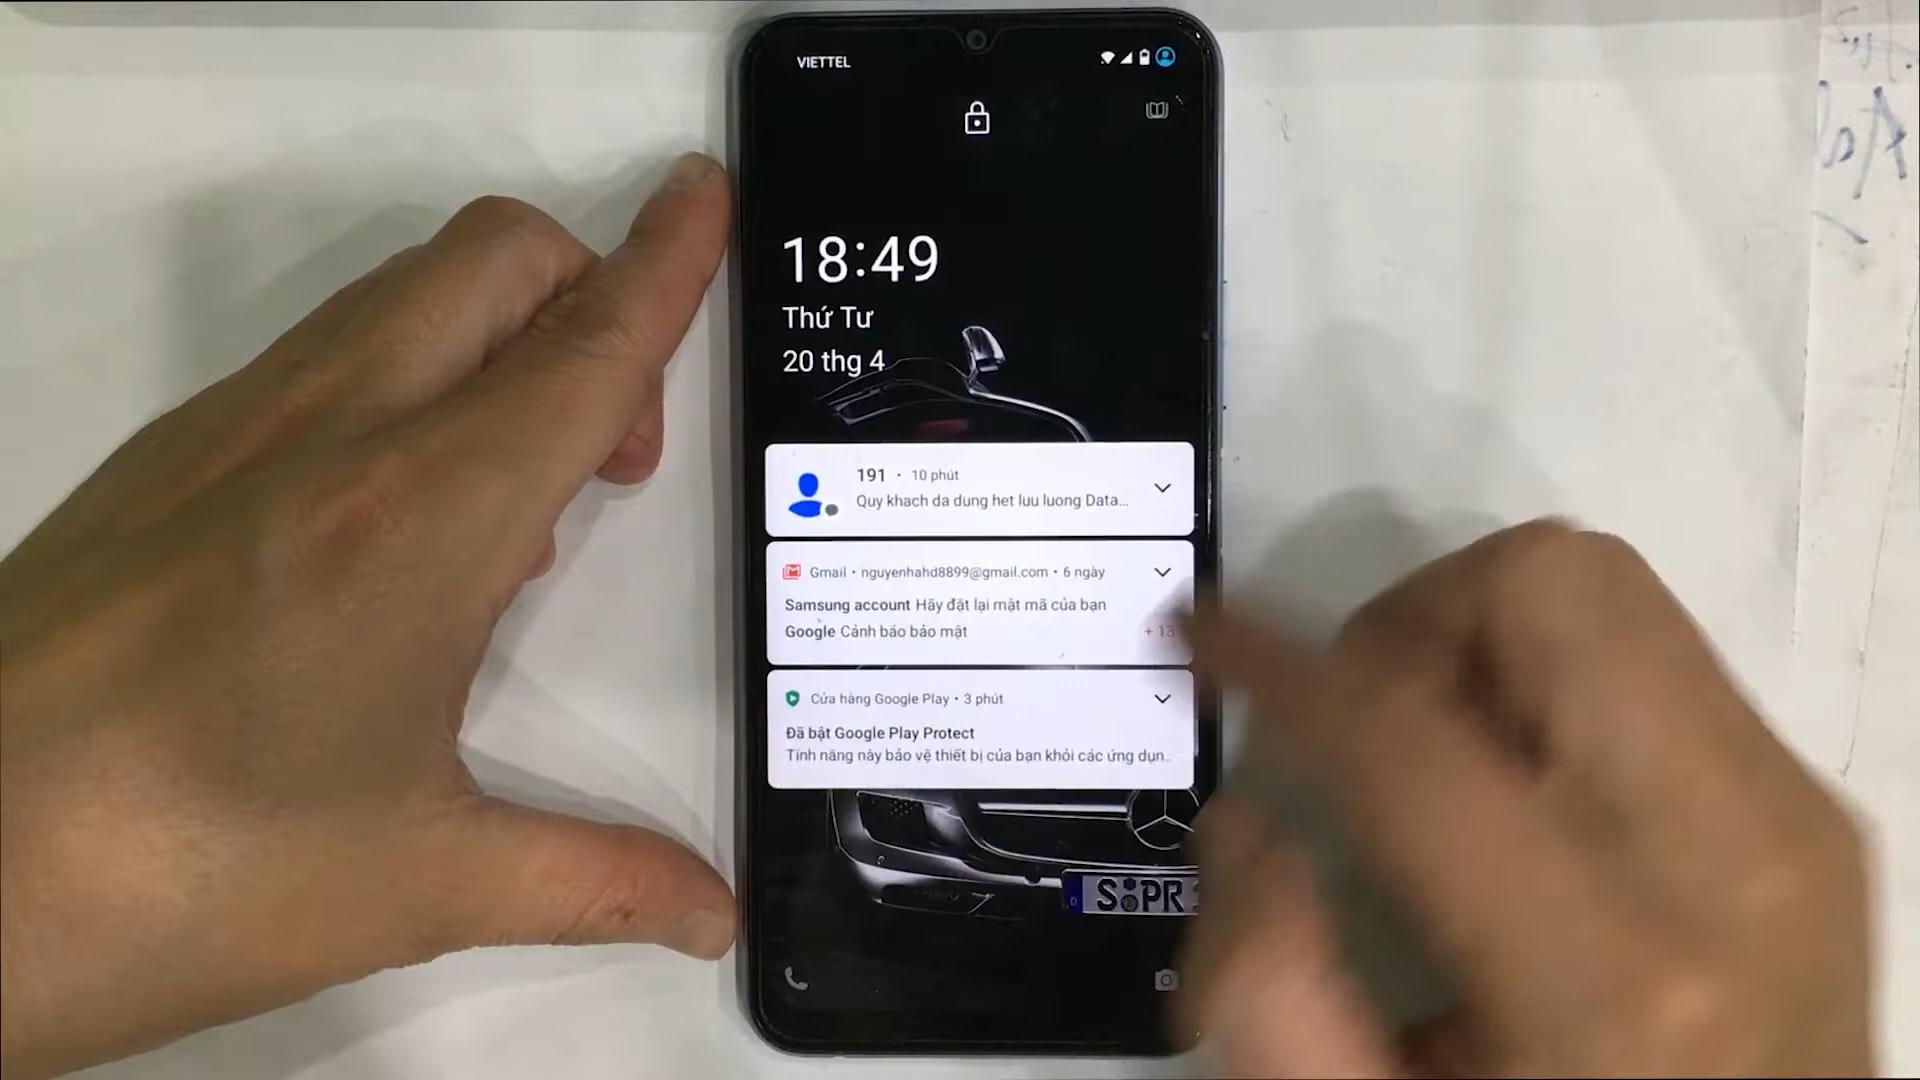 VIETTEL
18:49
Thứ Tư
20 thg 4
191 · 10 phút
Quy khach da dung het luu luong Data...
Gmail • nguyenhahd8899@gmail.com • 6 ngày
Samsung account Hãy đặt lại mật mã của bạn
Google Cảnh báo bảo mật
+ 13
Cửa hàng Google Play • 3 phút
Đã bật Google Play Protect
Tính năng này bảo vệ thiết bị của bạn khỏi các ứng dụn...
S PR